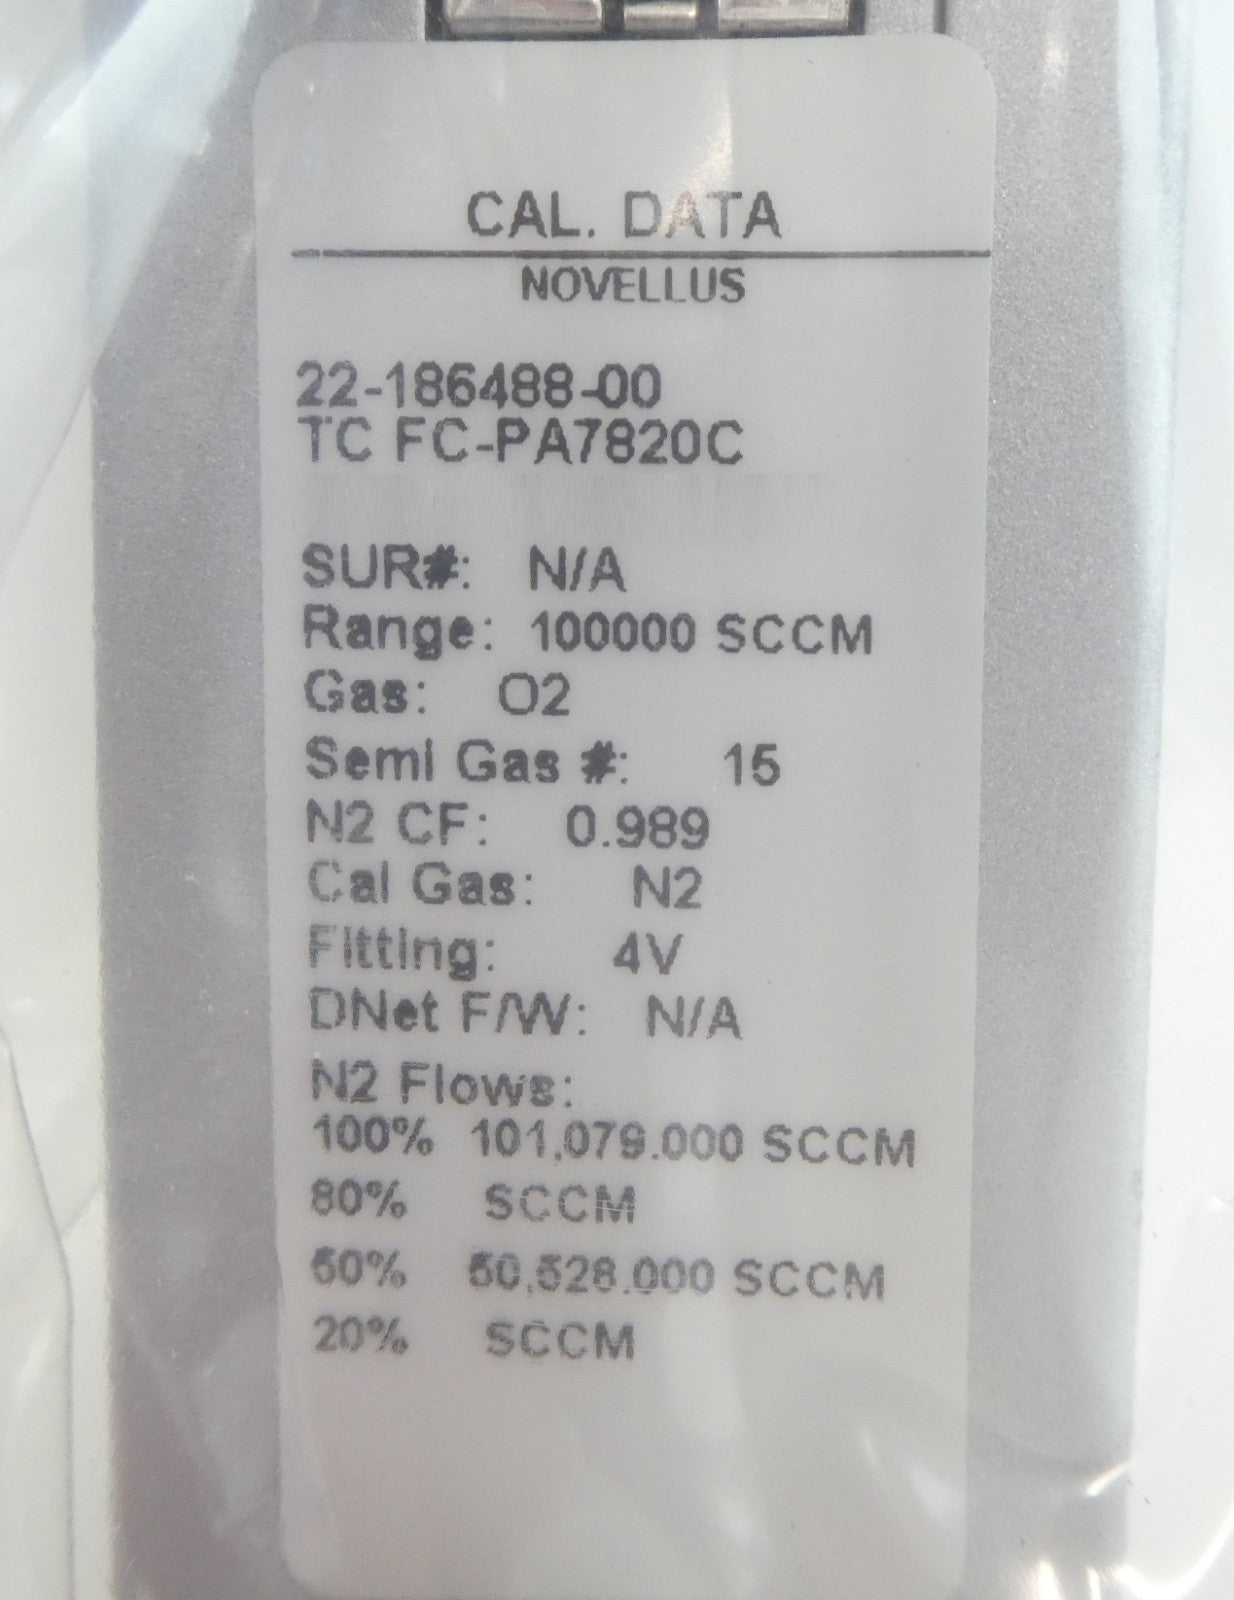 CAL. DATA
NOVELLUS
22-186488-00
TC FC-PA7820C
SUR#: N/A
Range: 100000 SCCM
Gas: O2
Semi Gas #: 15
N2 CF: 0.989
Cal Gas: N2
Fitting: 4V
DNet F/W: N/A
N2 Flows:
100% 101,079.000 SCCM
80% SCCM
50% 50,528.000 SCCM
20% SCCM